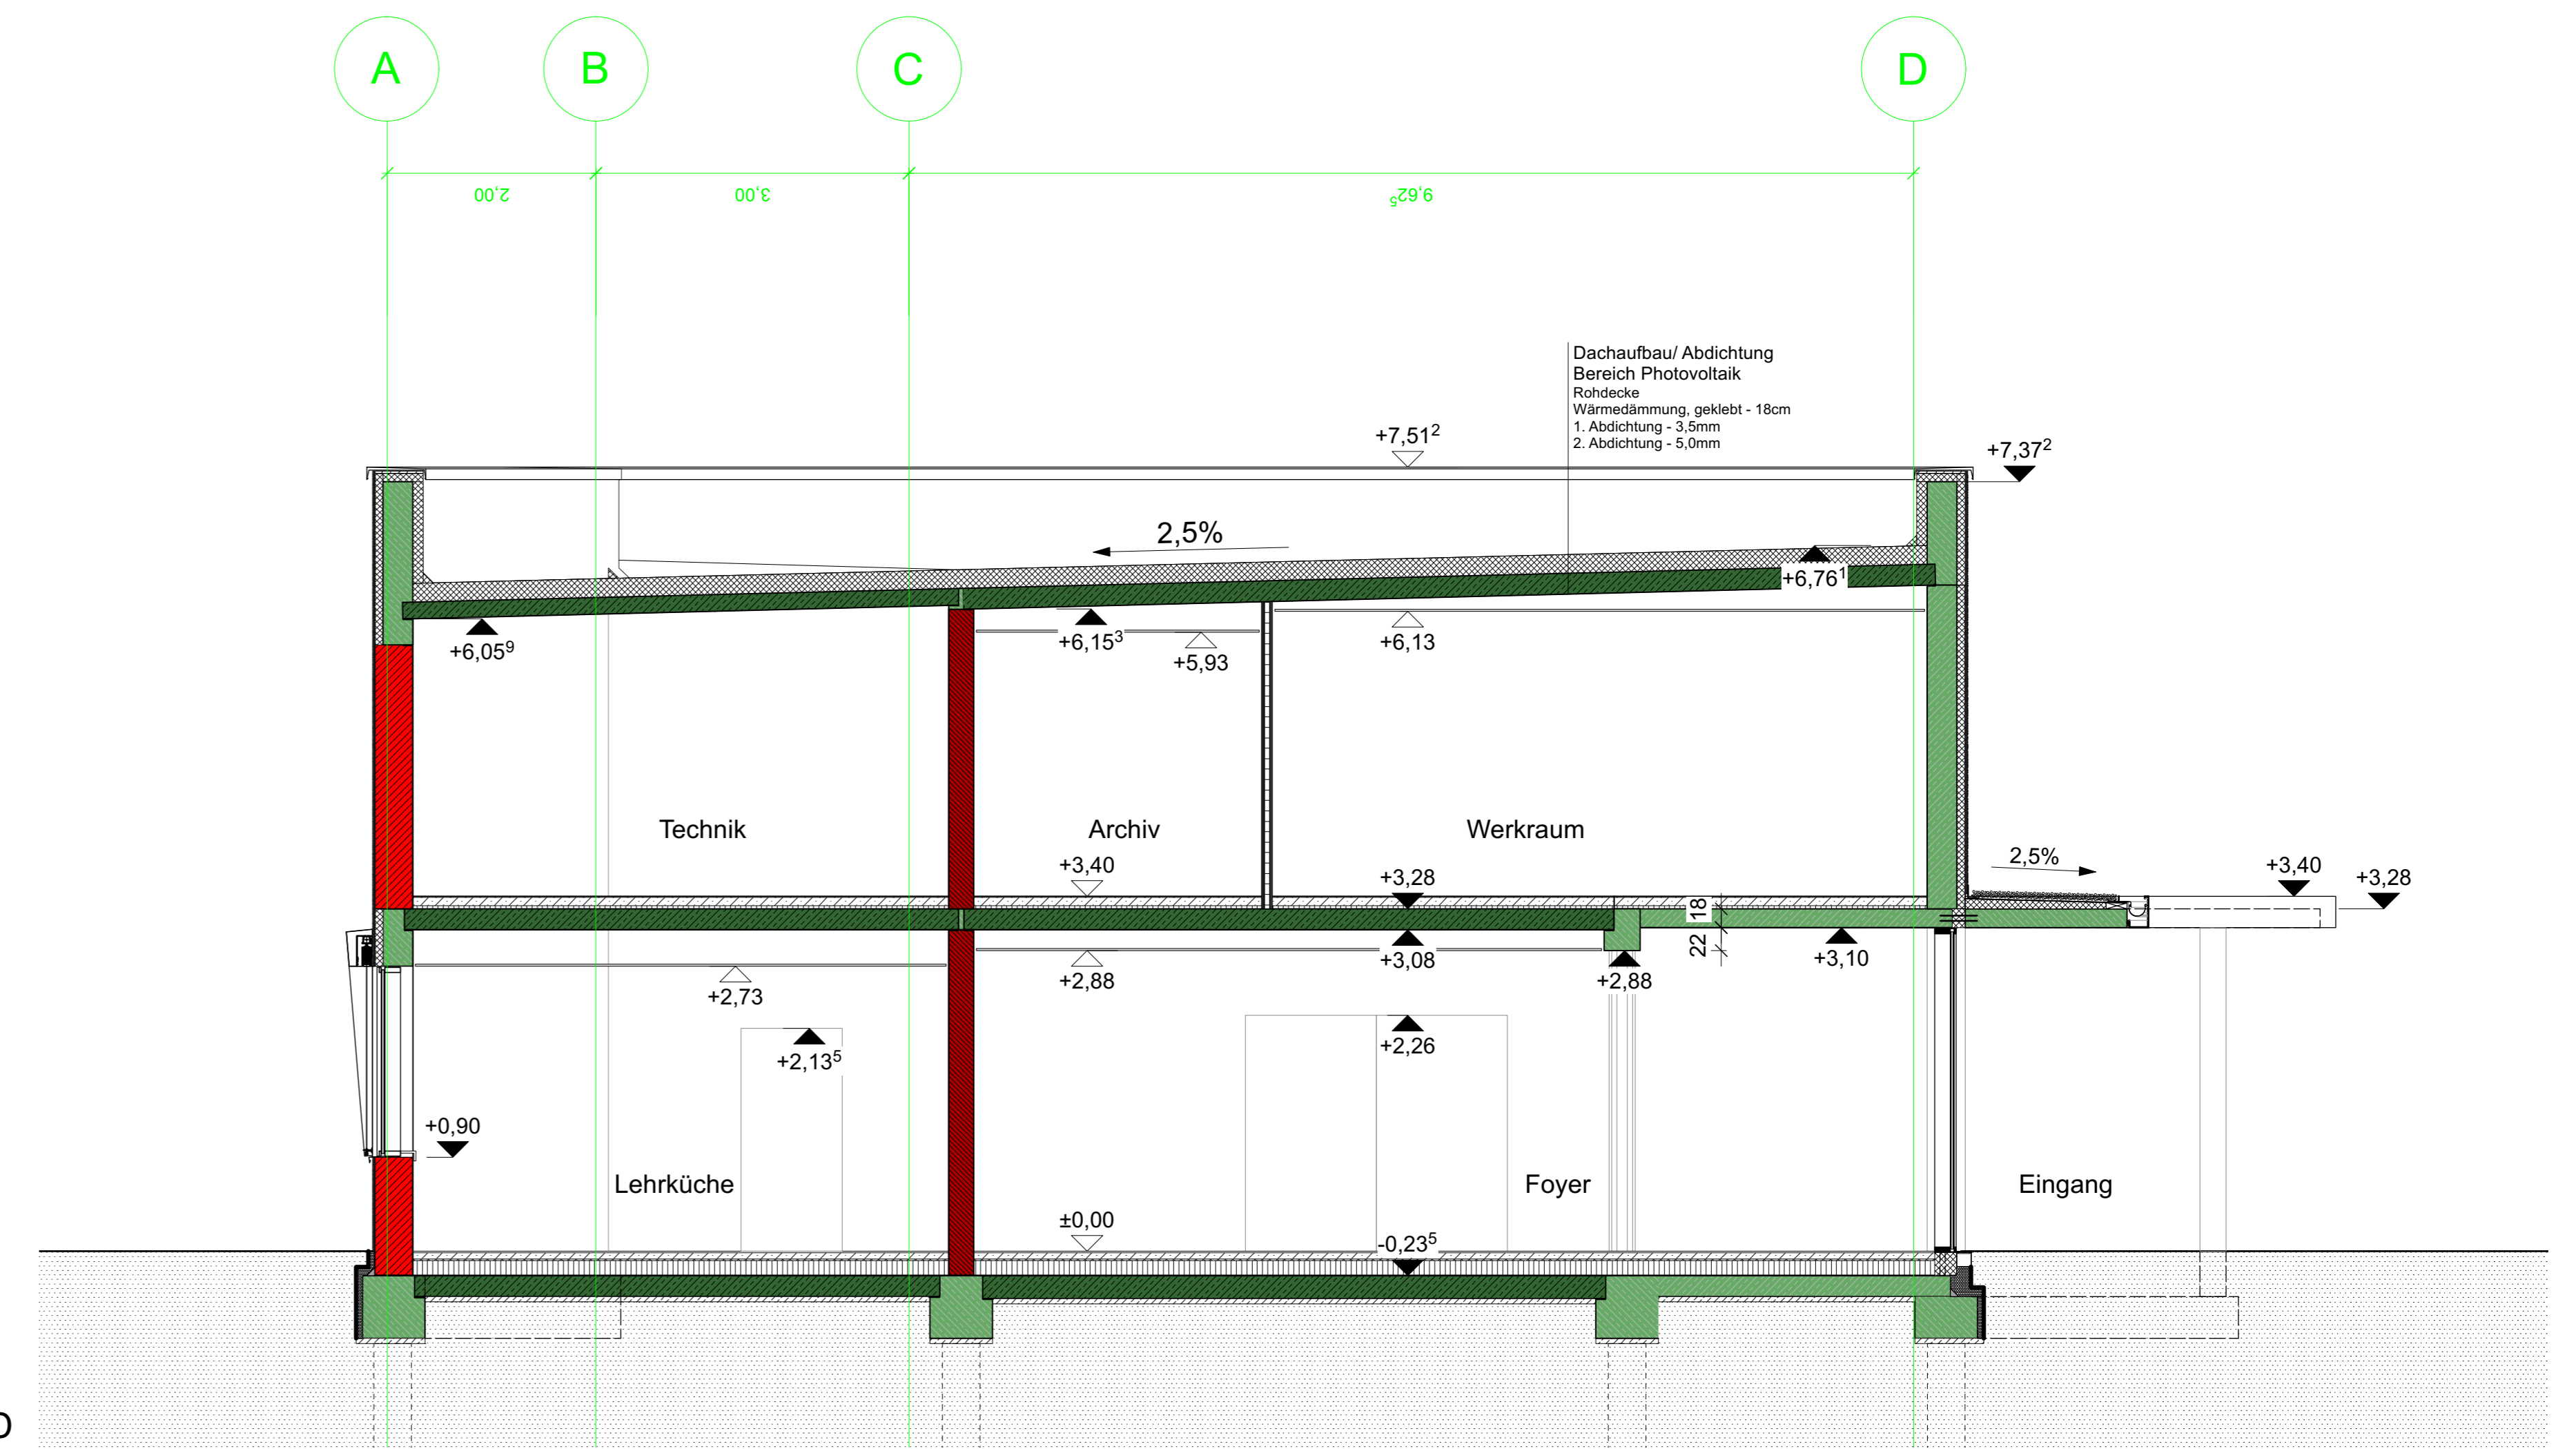 A B C D
2,00 3,00 9,62⁵
Dachaufbau/ Abdichtung
Bereich Photovoltaik
Rohdecke
Wärmedämmung, geklebt - 18cm
1. Abdichtung - 3,5mm
2. Abdichtung - 5,0mm
+7,51² +7,37²
2,5%
+6,76¹
+6,05⁹ +6,15³ +5,93 +6,13
Technik Archiv Werkraum
+3,40 +3,28 2,5% +3,40 +3,28
18
22
+2,73 +2,88 +3,08 +2,88 +3,10
+2,13⁵ +2,26
+0,90
Lehrküche Foyer Eingang
±0,00 -0,23⁵